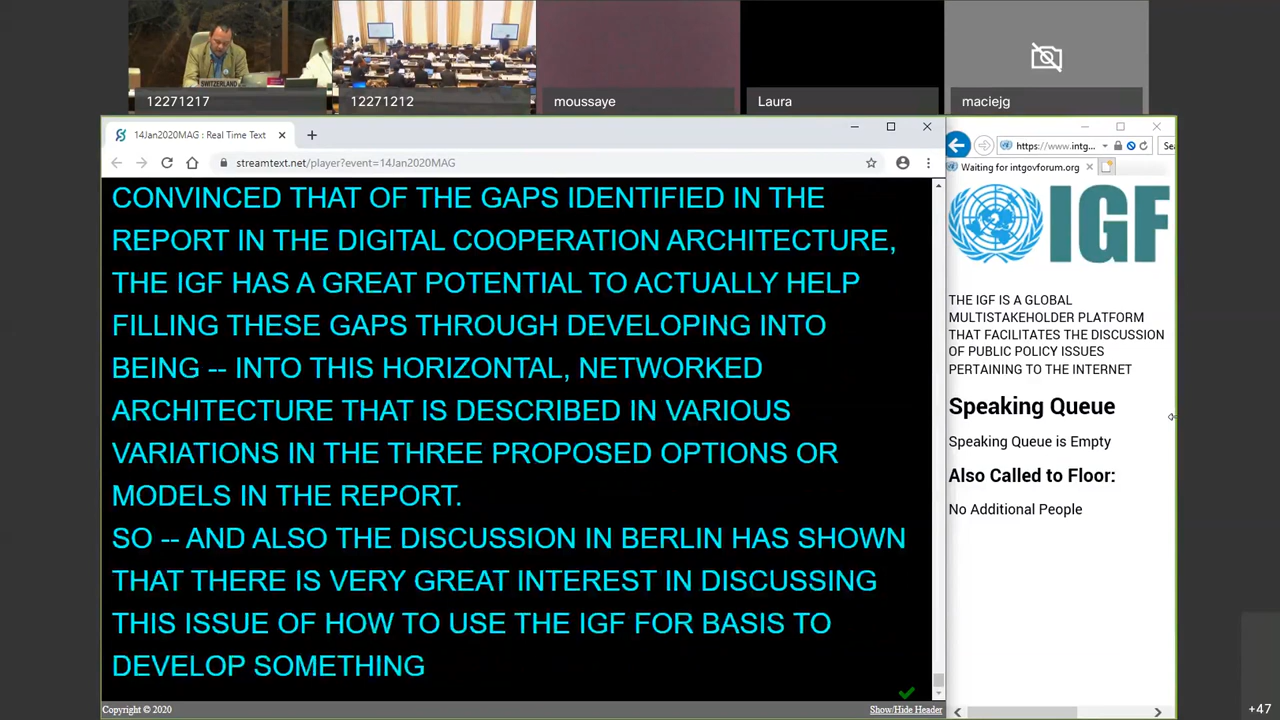 SWITZERLAND
12271217
12271212
moussaye
Laura
maciejg
14Jan2020MAG : Real Time Text
streamtext.net/player?event=14Jan2020MAG
CONVINCED THAT OF THE GAPS IDENTIFIED IN THE
REPORT IN THE DIGITAL COOPERATION ARCHITECTURE,
THE IGF HAS A GREAT POTENTIAL TO ACTUALLY HELP
FILLING THESE GAPS THROUGH DEVELOPING INTO
BEING -- INTO THIS HORIZONTAL, NETWORKED
ARCHITECTURE THAT IS DESCRIBED IN VARIOUS
VARIATIONS IN THE THREE PROPOSED OPTIONS OR
MODELS IN THE REPORT.
SO -- AND ALSO THE DISCUSSION IN BERLIN HAS SHOWN
THAT THERE IS VERY GREAT INTEREST IN DISCUSSING
THIS ISSUE OF HOW TO USE THE IGF FOR BASIS TO
DEVELOP SOMETHING
Copyright © 2020
Show/Hide Header
https://www.intg...
Sea
Waiting for intgovforum.org
IGF
THE IGF IS A GLOBAL
MULTISTAKEHOLDER PLATFORM
THAT FACILITATES THE DISCUSSION
OF PUBLIC POLICY ISSUES
PERTAINING TO THE INTERNET
Speaking Queue
Speaking Queue is Empty
Also Called to Floor:
No Additional People
+47